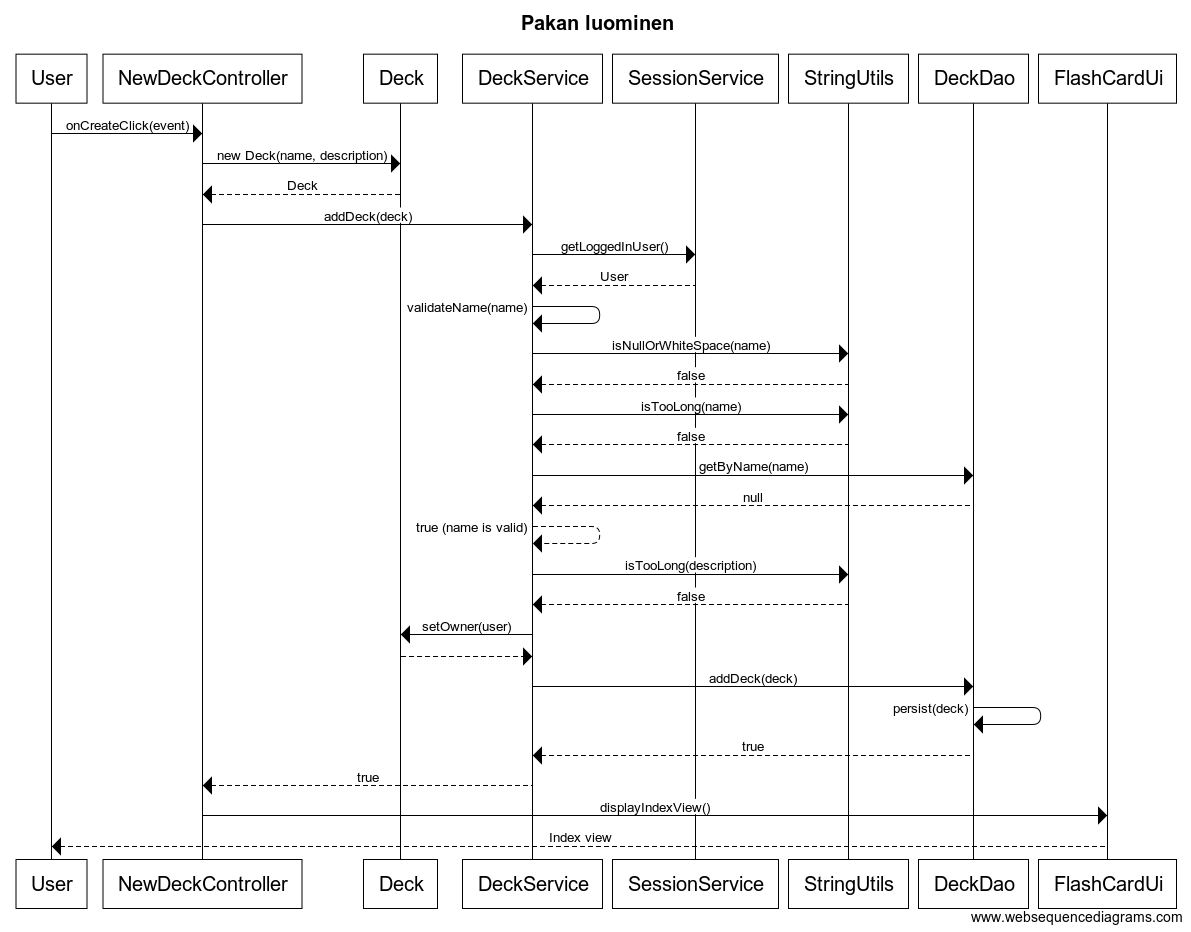 Pakan luominen
User
NewDeckController
Deck
DeckService
SessionService
StringUtils
DeckDao
FlashCardUi
onCreateClick(event)
new Deck(name, description)
Deck
addDeck(deck)
getLoggedInUser()
User
validateName(name)
isNullOrWhiteSpace(name)
false
isTooLong(name)
false
getByName(name)
null
true (name is valid)
isTooLong(description)
false
setOwner(user)
addDeck(deck)
persist(deck)
true
true
displayIndexView()
Index view
User
NewDeckController
Deck
DeckService
SessionService
StringUtils
DeckDao
FlashCardUi
www.websequencediagrams.com